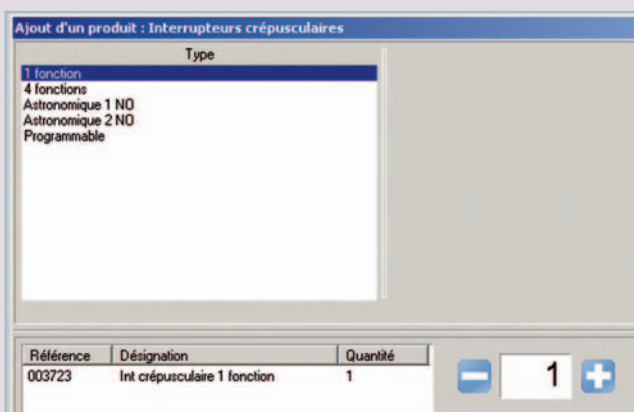 Ajout d'un produit : Interrupteurs crépusculaires
Type
1 fonction
4 fonctions
Astronomique 1 NO
Astronomique 2 NO
Programmable
Référence Désignation Quantité
003723 Int crépusculaire 1 fonction 1
1